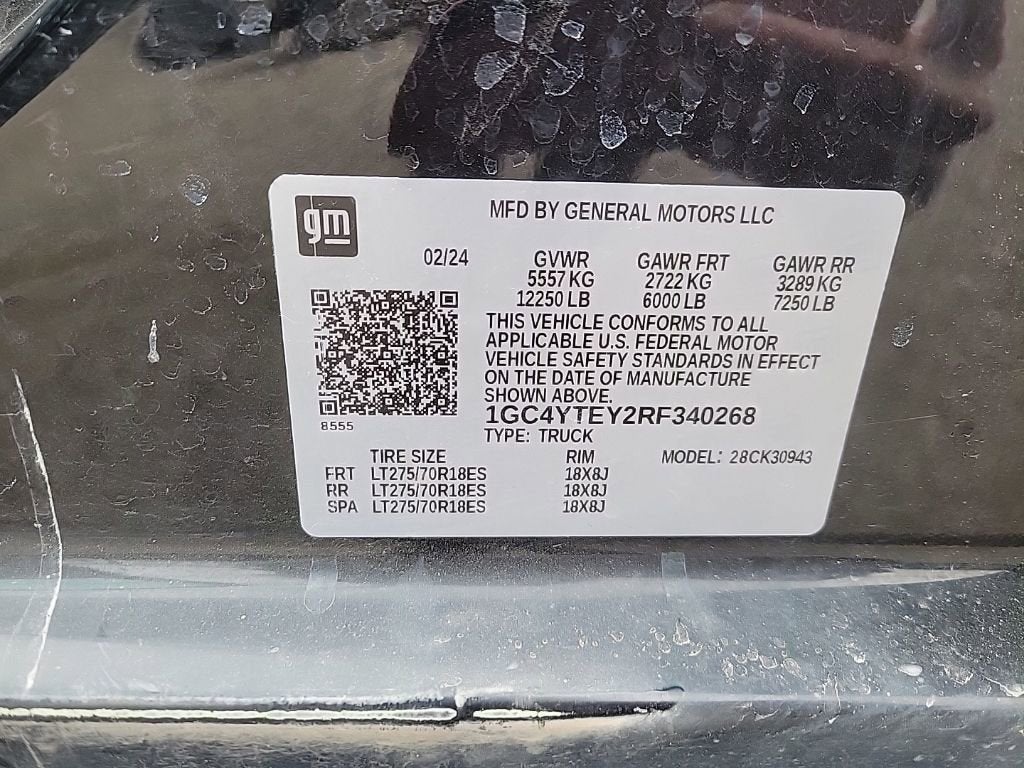 gm
MFD BY GENERAL MOTORS LLC
02/24 GVWR GAWR FRT GAWR RR
5557 KG 2722 KG 3289 KG
12250 LB 6000 LB 7250 LB
THIS VEHICLE CONFORMS TO ALL
APPLICABLE U.S. FEDERAL MOTOR
VEHICLE SAFETY STANDARDS IN EFFECT
ON THE DATE OF MANUFACTURE
SHOWN ABOVE.
8555 1GC4YTEY2RF340268
TYPE: TRUCK
TIRE SIZE RIM MODEL: 28CK30943
FRT LT275/70R18ES 18X8J
RR LT275/70R18ES 18X8J
SPA LT275/70R18ES 18X8J